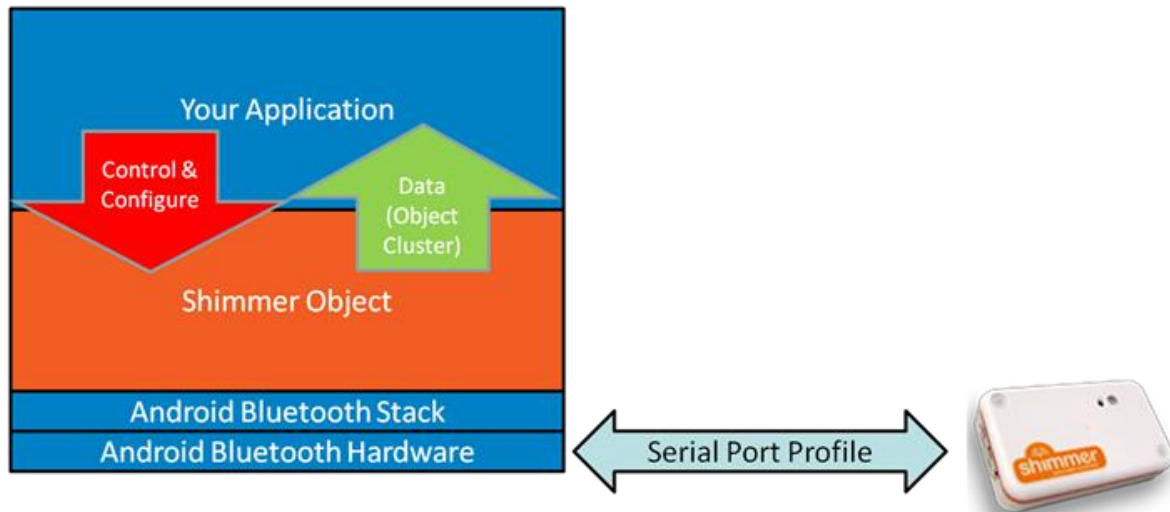 Your Application
Control &
Configure
Data
(Object
Cluster)
Shimmer Object
Android Bluetooth Stack
Android Bluetooth Hardware
Serial Port Profile
shimmer